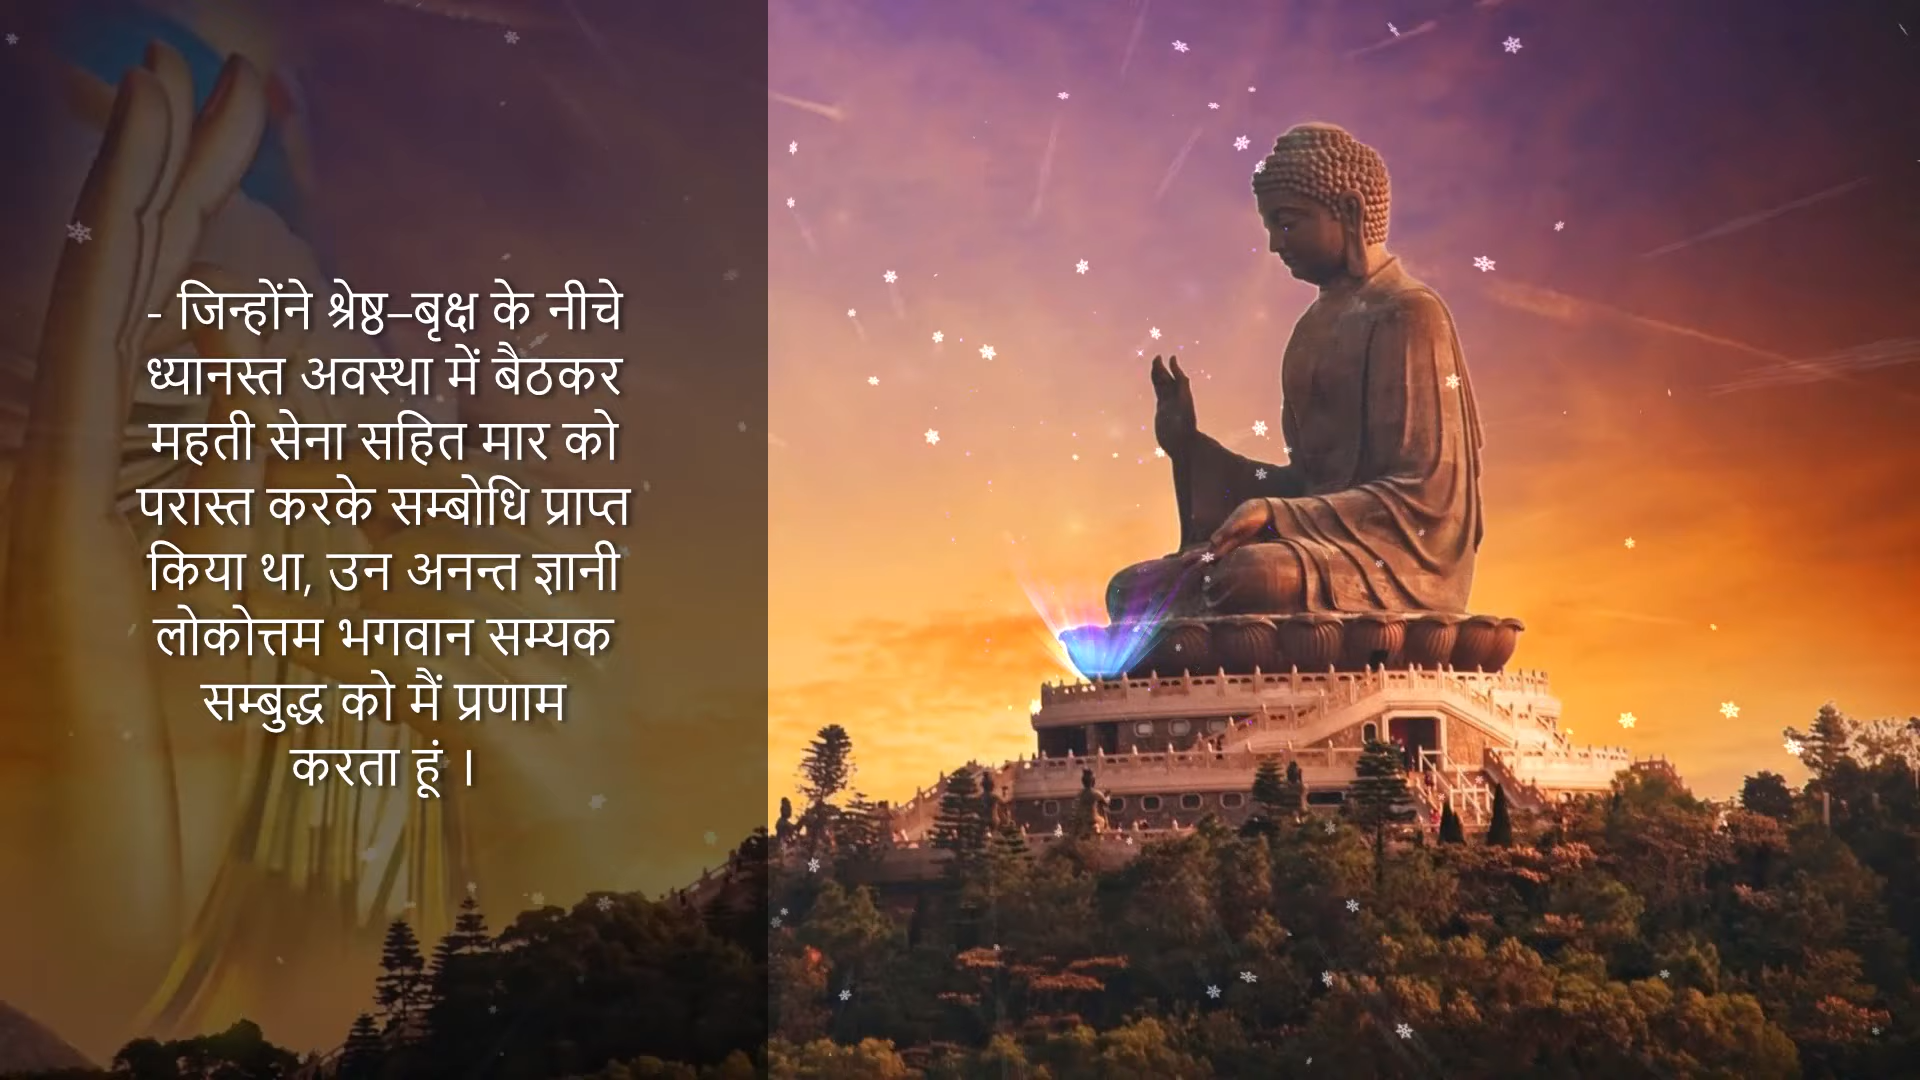 - जिन्होंने श्रेष्ठ–बृक्ष के नीचे
ध्यानस्त अवस्था में बैठकर
महती सेना सहित मार को
परास्त करके सम्बोधि प्राप्त
किया था, उन अनन्त ज्ञानी
लोकोत्तम भगवान सम्यक
सम्बुद्ध को मैं प्रणाम
करता हूं ।